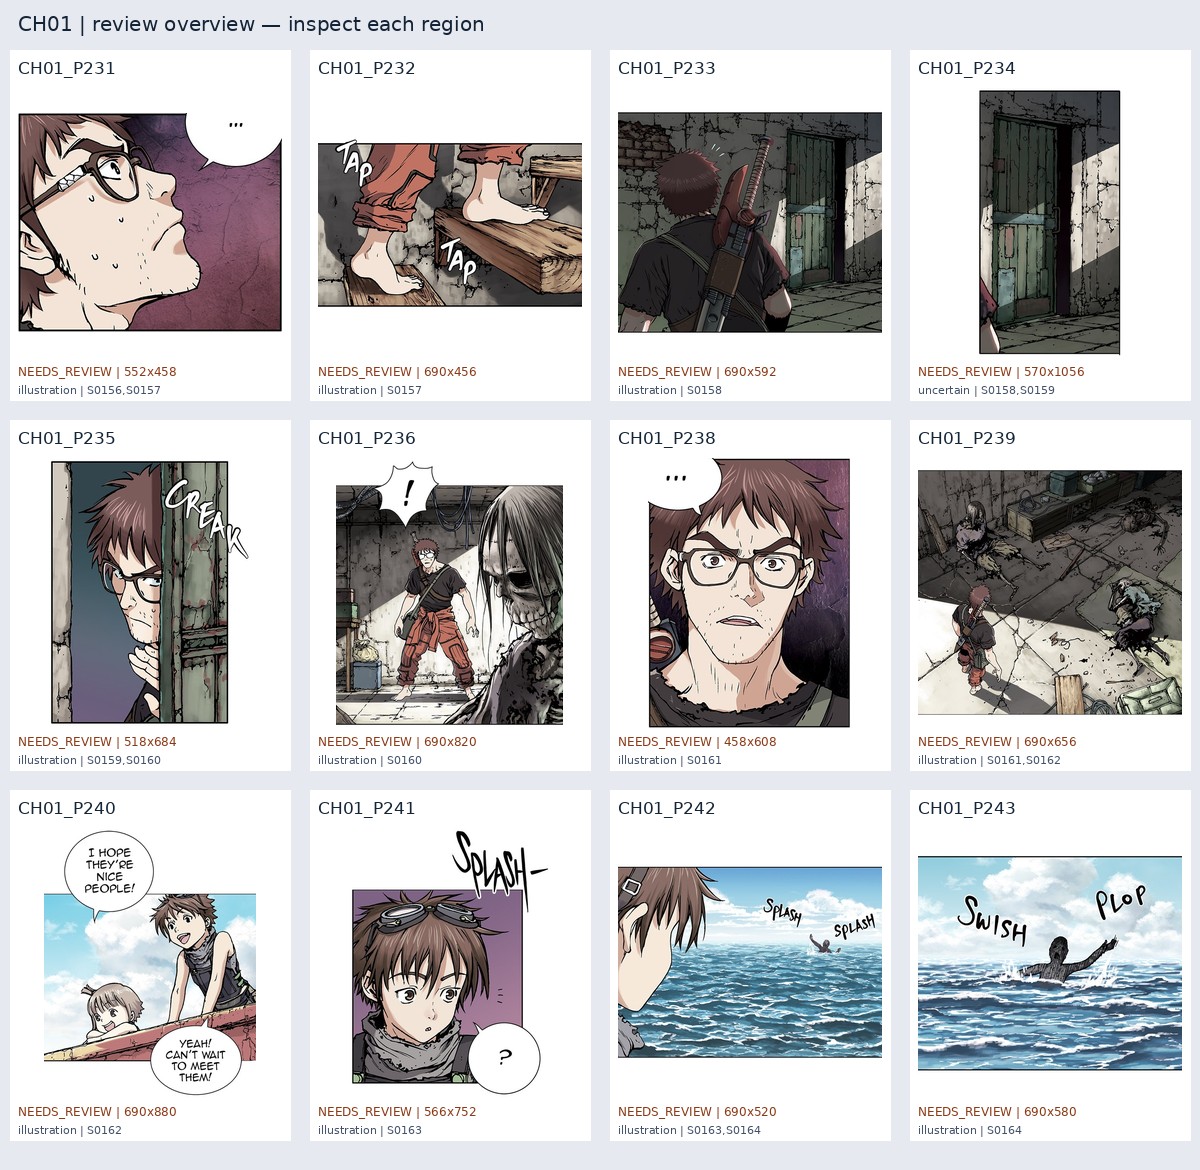 CH01 | review overview — inspect each region
CH01_P231
...
NEEDS_REVIEW | 552x458
illustration | S0156,S0157
CH01_P232
TAP
TAP
NEEDS_REVIEW | 690x456
illustration | S0157
CH01_P233
NEEDS_REVIEW | 690x592
illustration | S0158
CH01_P234
NEEDS_REVIEW | 570x1056
uncertain | S0158,S0159
CH01_P235
CREAK
NEEDS_REVIEW | 518x684
illustration | S0159,S0160
CH01_P236
!
NEEDS_REVIEW | 690x820
illustration | S0160
CH01_P238
...
NEEDS_REVIEW | 458x608
illustration | S0161
CH01_P239
NEEDS_REVIEW | 690x656
illustration | S0161,S0162
CH01_P240
I HOPE
THEY'RE
NICE
PEOPLE!
YEAH!
CAN'T WAIT
TO MEET
THEM!
NEEDS_REVIEW | 690x880
illustration | S0162
CH01_P241
SPLASH—
?
NEEDS_REVIEW | 566x752
illustration | S0163
CH01_P242
SPLASH
SPLASH
NEEDS_REVIEW | 690x520
illustration | S0163,S0164
CH01_P243
SWISH
PLOP
NEEDS_REVIEW | 690x580
illustration | S0164